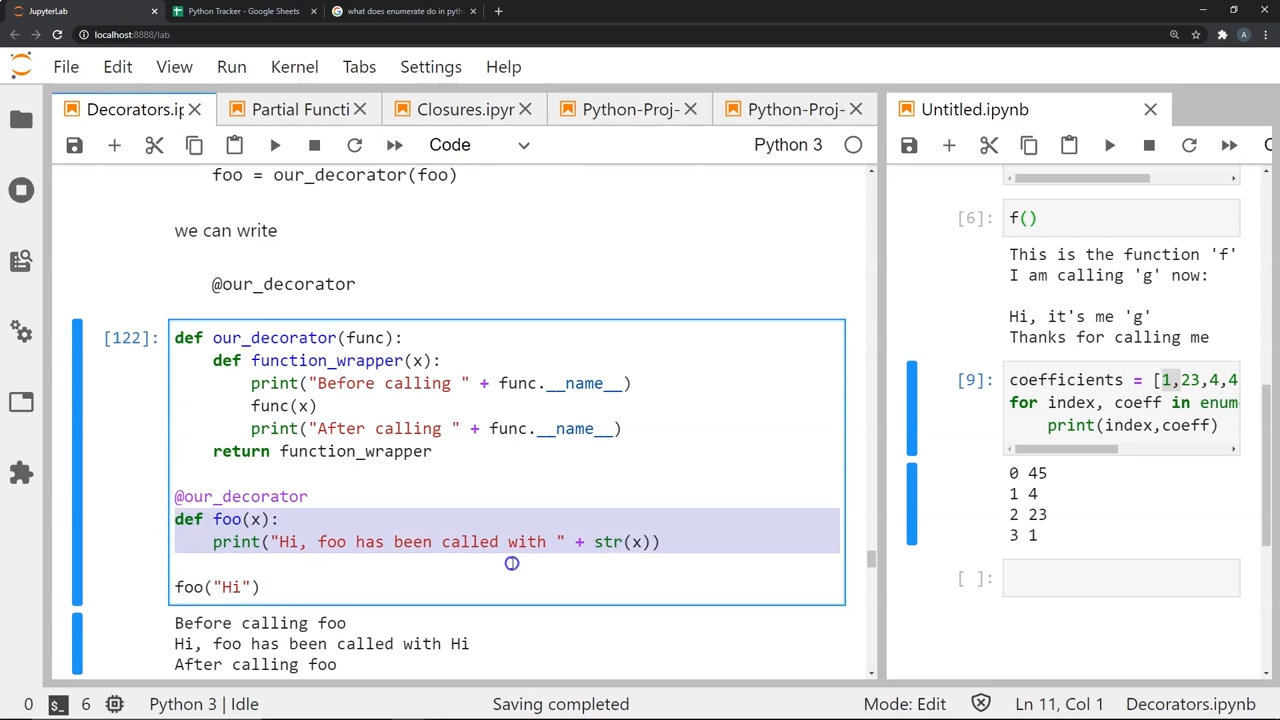 JupyterLab
Python Tracker - Google Sheets
what does enumerate do in pyth
localhost:8888/lab
A
File Edit View Run Kernel Tabs Settings Help
Decorators.ip
Partial Functi
Closures.ipyr
Python-Proj-
Python-Proj-
Untitled.ipynb
Code
Python 3
C
foo = our_decorator(foo)
we can write
@our_decorator
[122]:
def our_decorator(func):
def function_wrapper(x):
print("Before calling " + func.__name__)
func(x)
print("After calling " + func.__name__)
return function_wrapper
@our_decorator
def foo(x):
print("Hi, foo has been called with " + str(x))
foo("Hi")
Before calling foo
Hi, foo has been called with Hi
After calling foo
[6]: f()
This is the function 'f'
I am calling 'g' now:
Hi, it's me 'g'
Thanks for calling me
[9]: coefficients = [1,23,4,4
for index, coeff in enum
print(index,coeff)
0 45
1 4
2 23
3 1
[ ]:
0 $_ 6 Python 3 | Idle Saving completed Mode: Edit Ln 11, Col 1 Decorators.ipynb